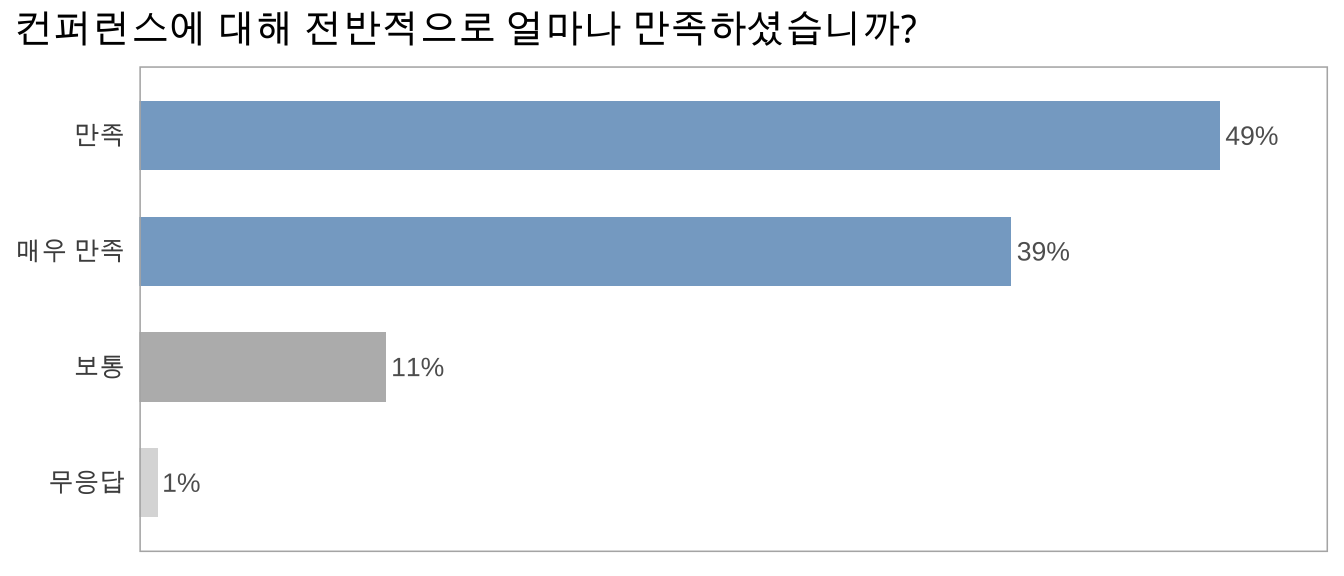 컨퍼런스에 대해 전반적으로 얼마나 만족하셨습니까?
만족 49%
매우 만족 39%
보통 11%
무응답 1%